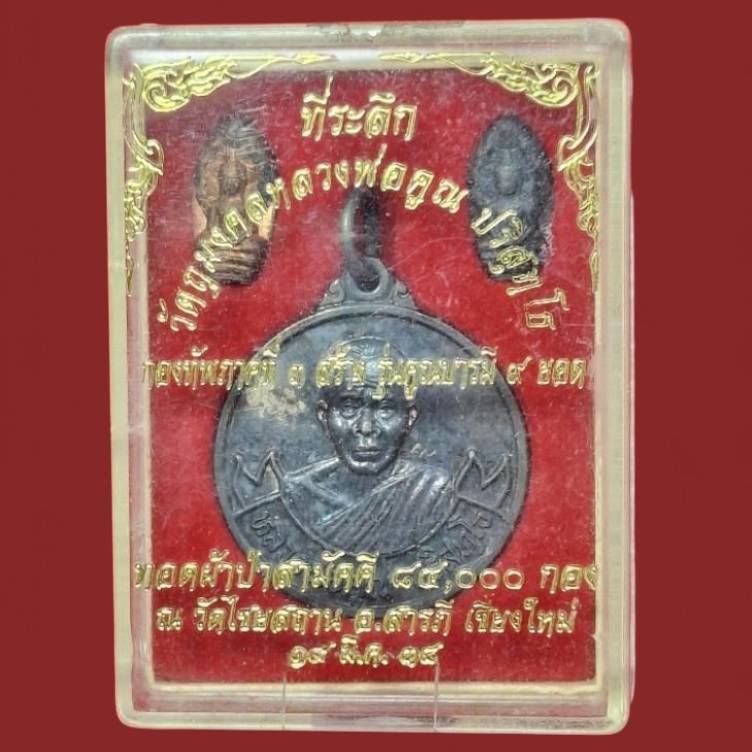 ที่ระลึก
วัตถุมงคลหลวงพ่อคูณ ปริสุทฺโธ
กองทัพภาคที่ ๓ สร้าง รุ่นคูณบารมี ๙ ยอด
ทอดผ้าป่าสามัคคี ๘๔,๐๐๐ กอง
ณ วัดไชยสถาน อ.สารภี เชียงใหม่
๑๙ มี.ค. ๓๘